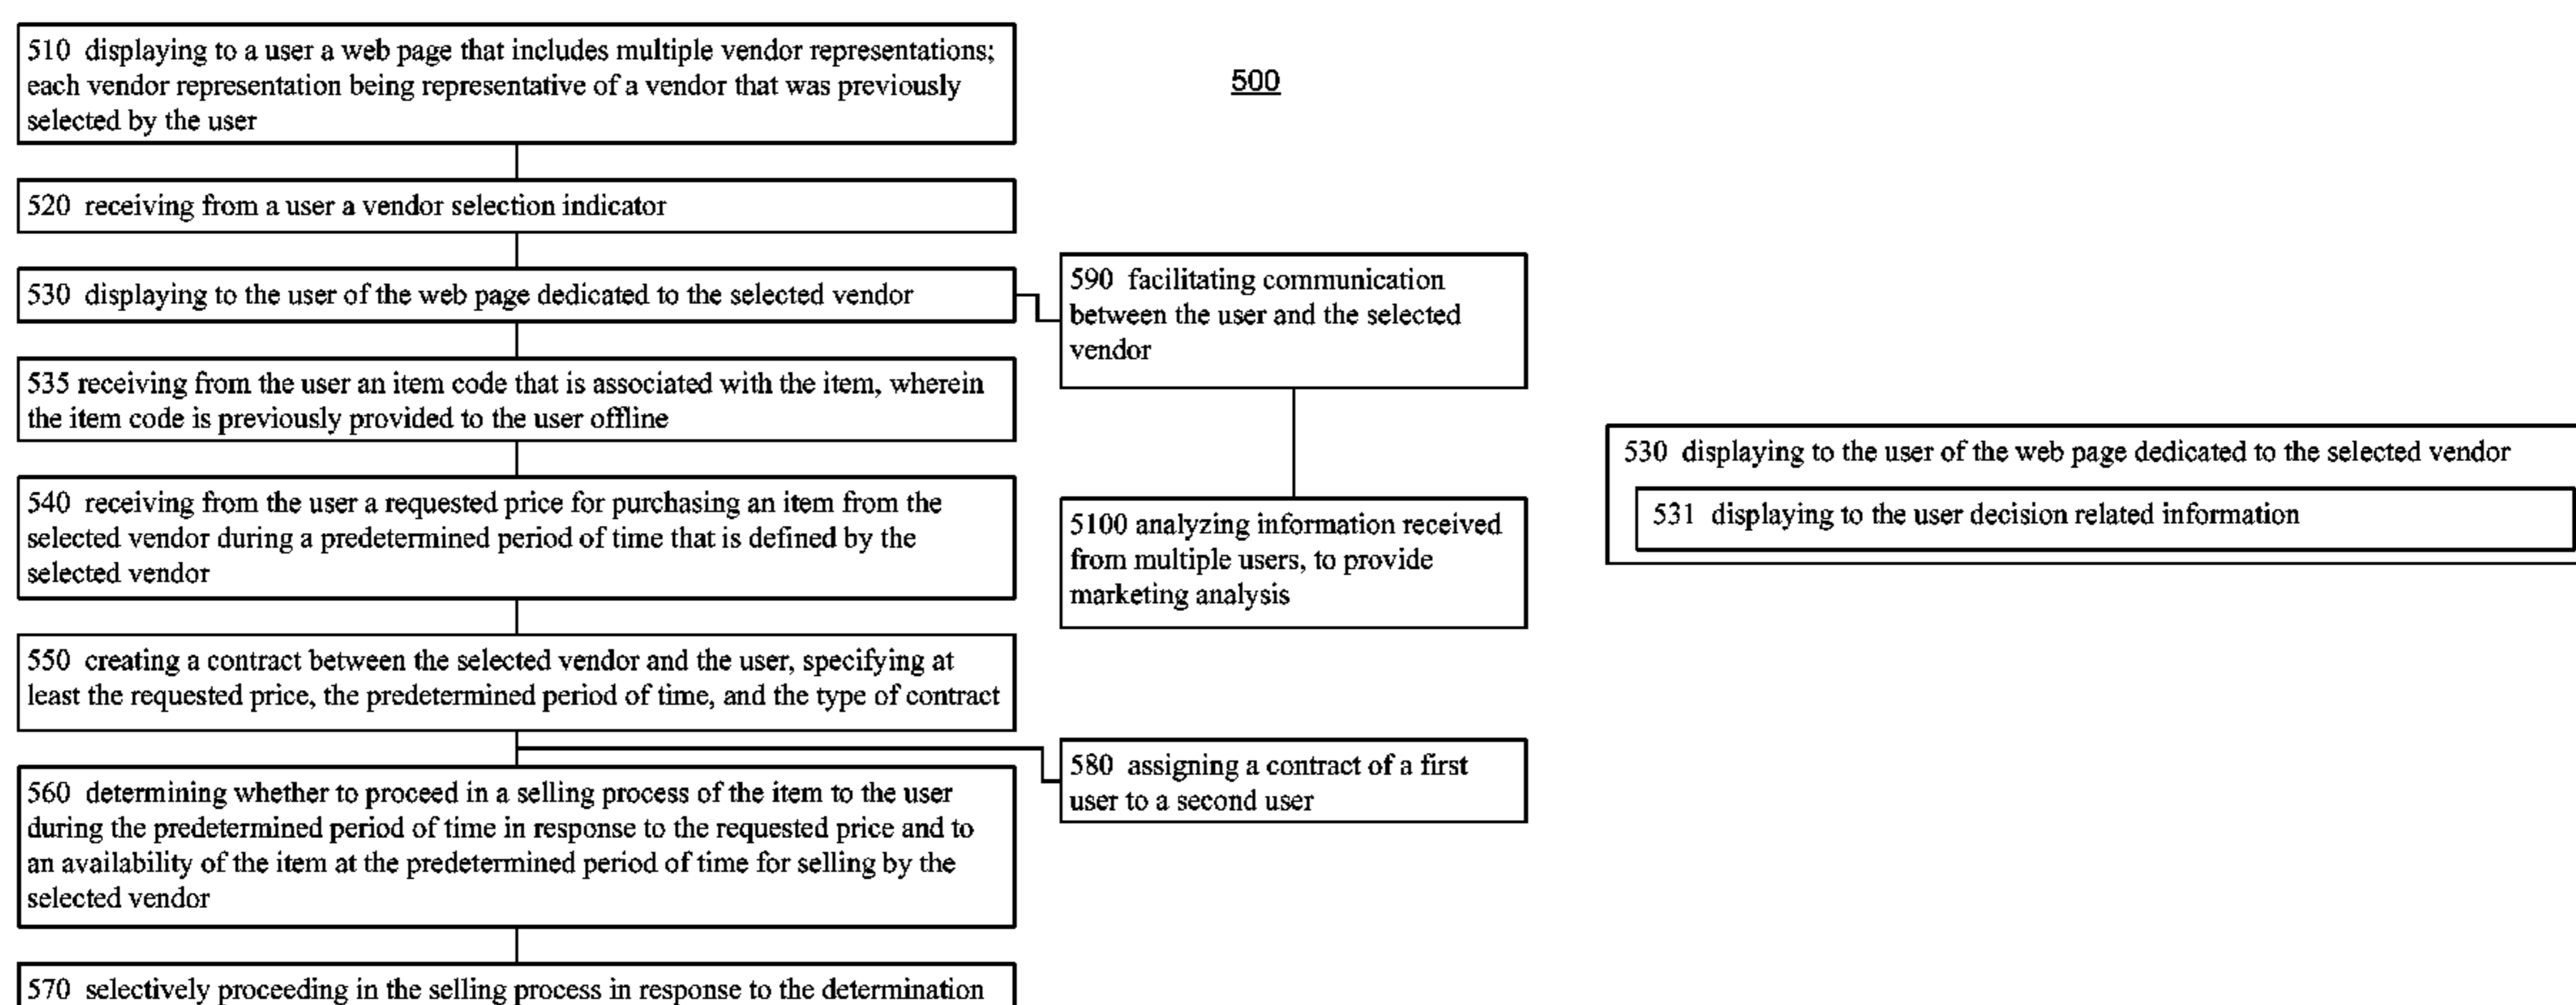 510 displaying to a user a web page that includes multiple vendor representations;
each vendor representation being representative of a vendor that was previously
selected by the user
500
520 receiving from a user a vendor selection indicator
530 displaying to the user of the web page dedicated to the selected vendor
590 facilitating communication
between the user and the selected
vendor
535 receiving from the user an item code that is associated with the item, wherein
the item code is previously provided to the user offline
530 displaying to the user of the web page dedicated to the selected vendor
531 displaying to the user decision related information
540 receiving from the user a requested price for purchasing an item from the
selected vendor during a predetermined period of time that is defined by the
selected vendor
5100 analyzing information received
from multiple users, to provide
marketing analysis
550 creating a contract between the selected vendor and the user, specifying at
least the requested price, the predetermined period of time, and the type of contract
580 assigning a contract of a first
user to a second user
560 determining whether to proceed in a selling process of the item to the user
during the predetermined period of time in response to the requested price and to
an availability of the item at the predetermined period of time for selling by the
selected vendor
570 selectively proceeding in the selling process in response to the determination